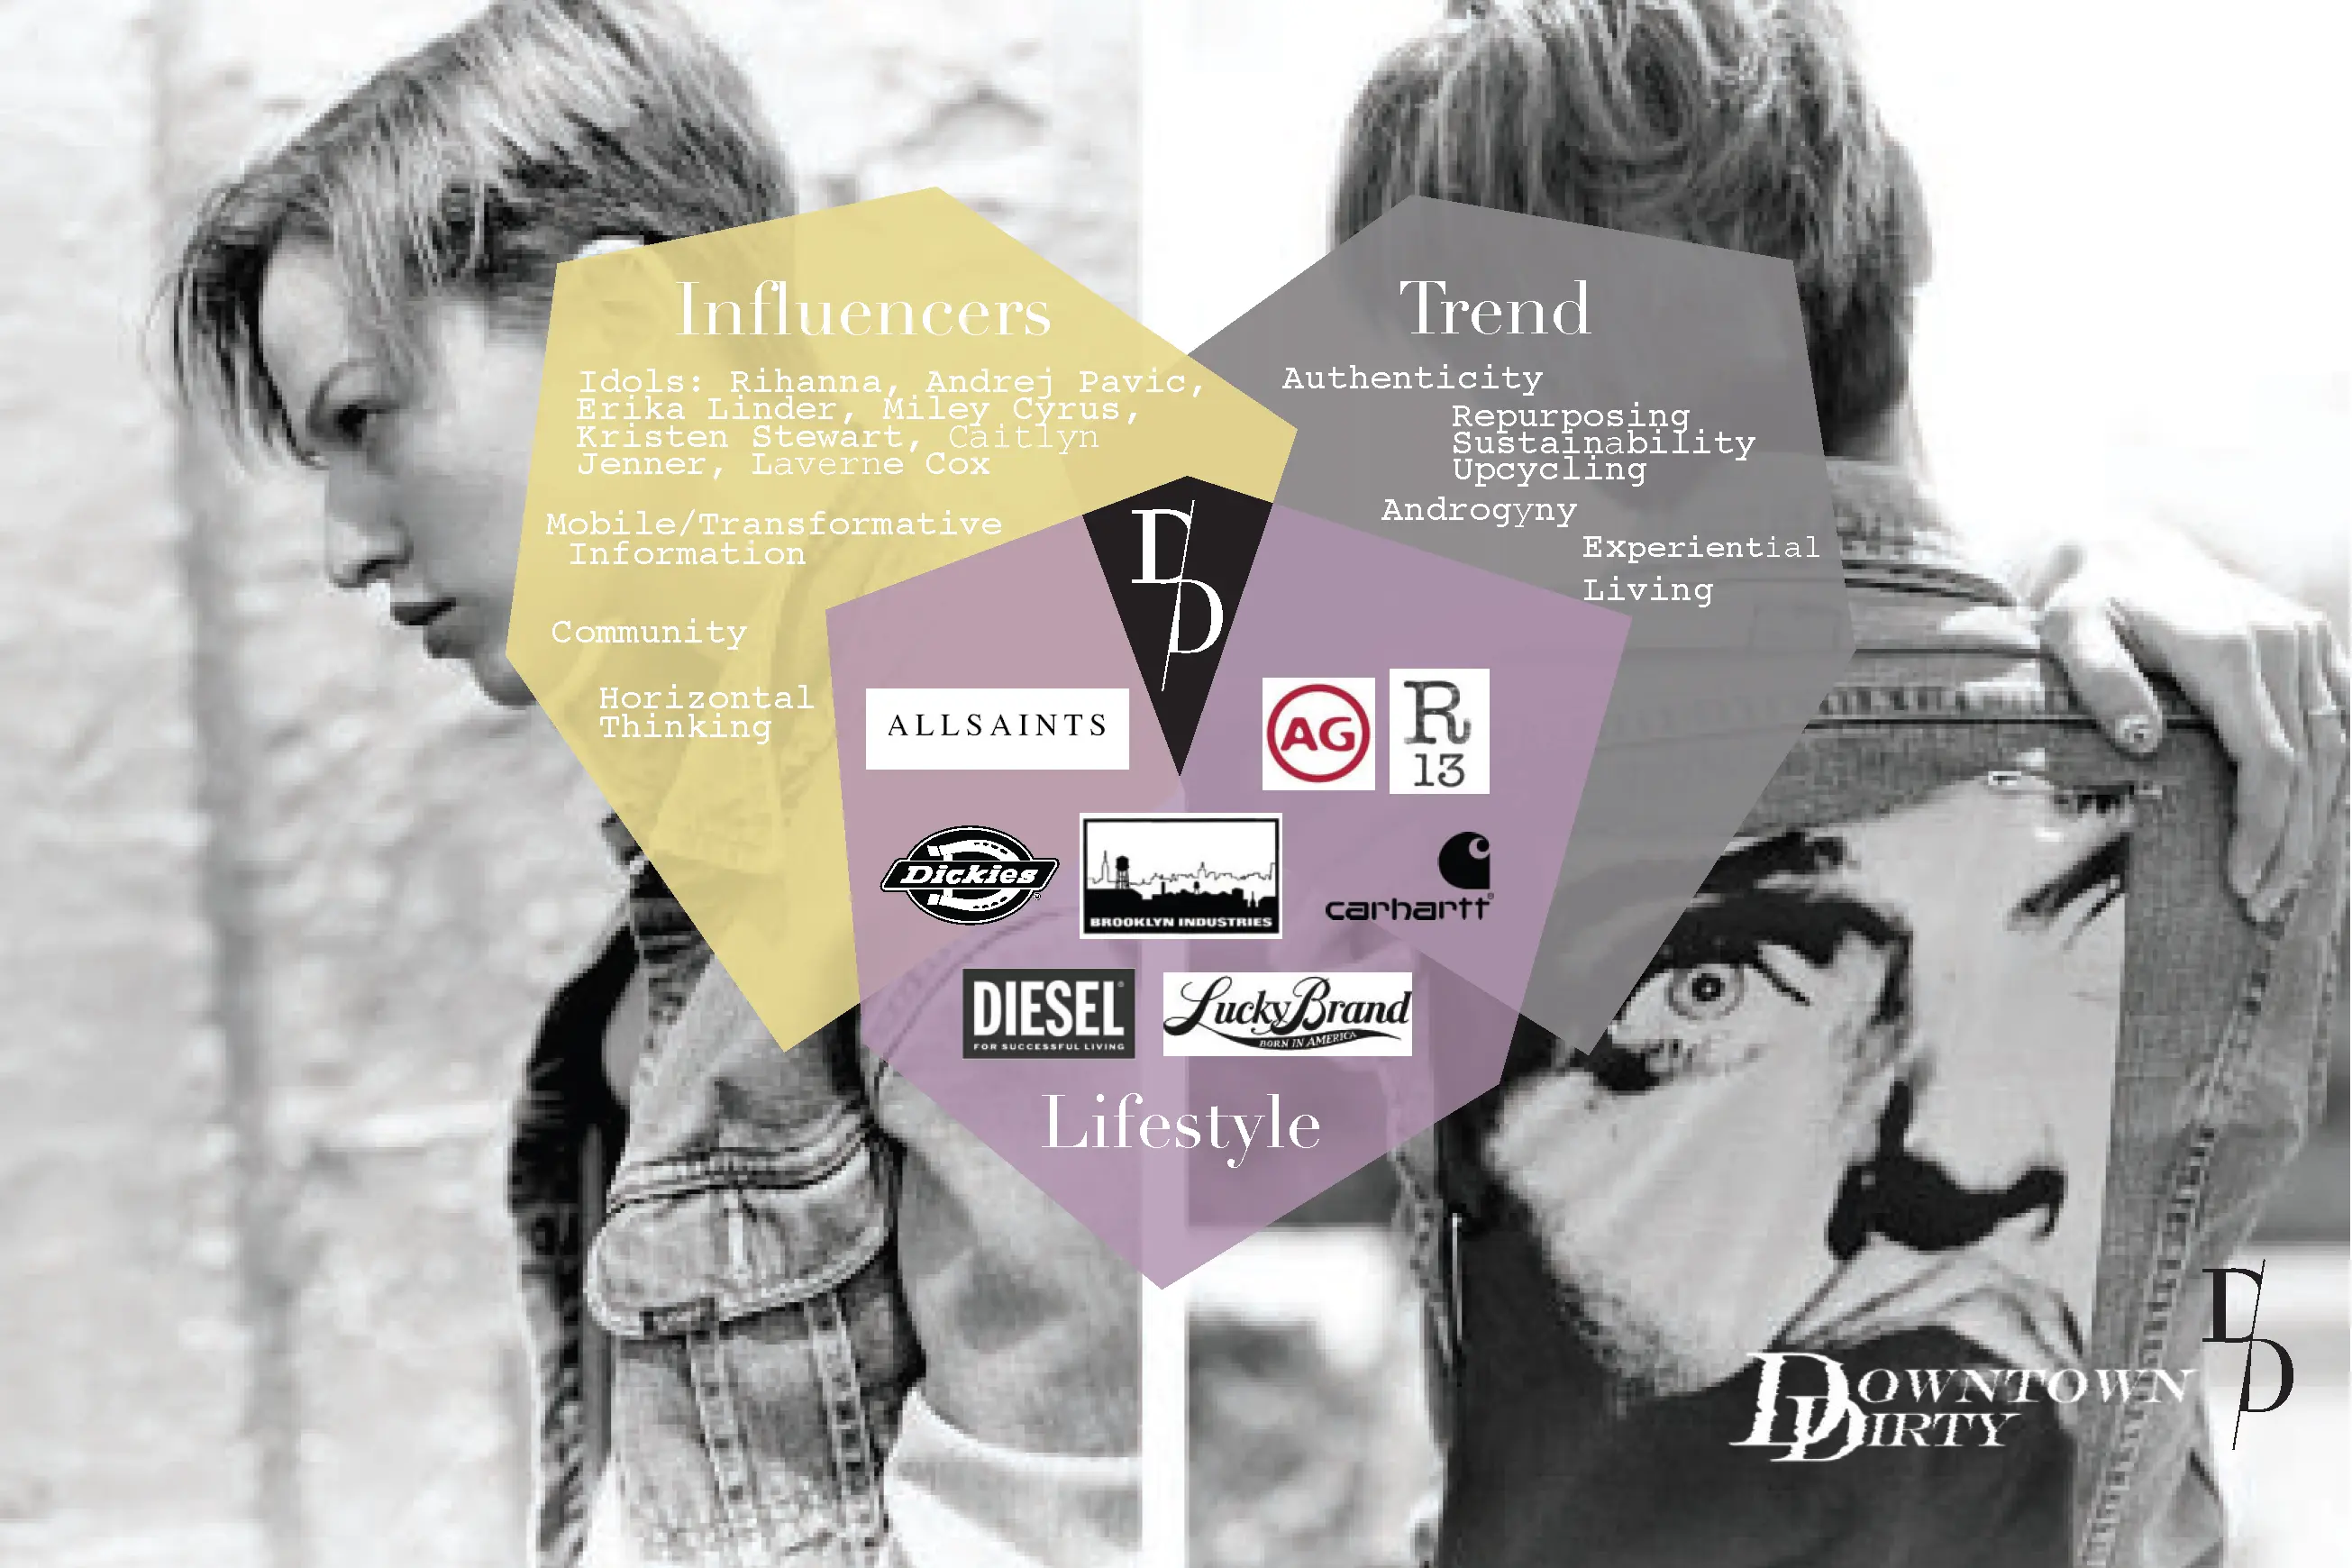 Influencers
Idols: Rihanna, Andrej Pavic,
Erika Linder, Miley Cyrus,
Kristen Stewart, Caitlyn
Jenner, Laverne Cox
Mobile/Transformative
Information
Community
Horizontal
Thinking
Trend
Authenticity
Repurposing
Sustainability
Upcycling
Androgyny
Experiential
Living
D/D
ALLSAINTS
AG
R
13
Dickies
BROOKLYN INDUSTRIES
carhartt
DIESEL
FOR SUCCESSFUL LIVING
Lucky Brand
BORN IN AMERICA
Lifestyle
DOWNTOWN
DIRTY
D/D